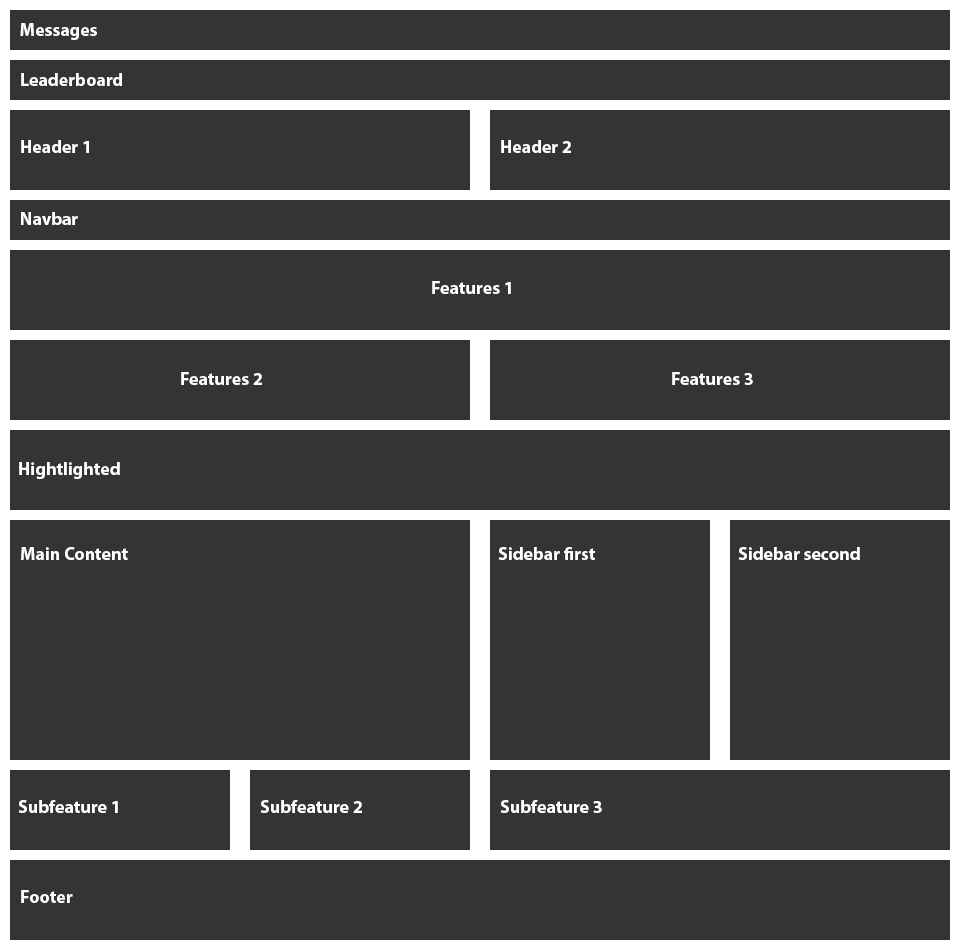 Messages
Leaderboard
Header 1
Header 2
Navbar
Features 1
Features 2
Features 3
Hightlighted
Main Content
Sidebar first
Sidebar second
Subfeature 1
Subfeature 2
Subfeature 3
Footer